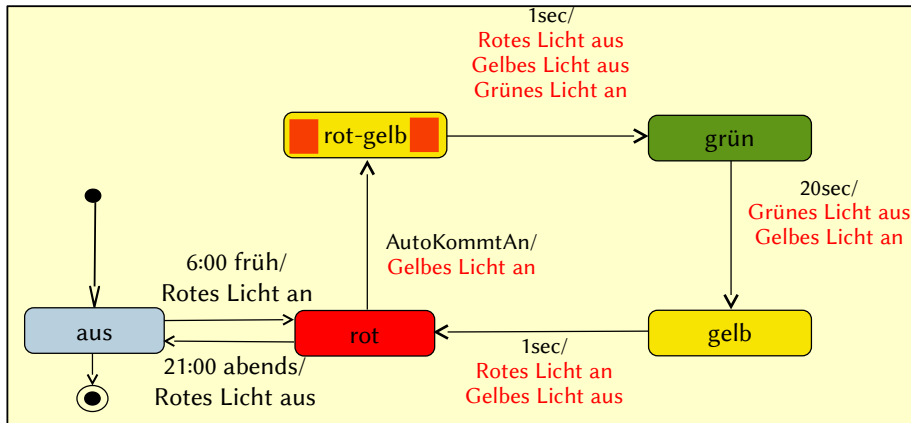 1sec/
Rotes Licht aus
Gelbes Licht aus
Grünes Licht an
rot-gelb
grün
20sec/
Grünes Licht aus
Gelbes Licht an
AutoKommtAn/
Gelbes Licht an
6:00 früh/
Rotes Licht an
aus
rot
gelb
21:00 abends/
Rotes Licht aus
1sec/
Rotes Licht an
Gelbes Licht aus